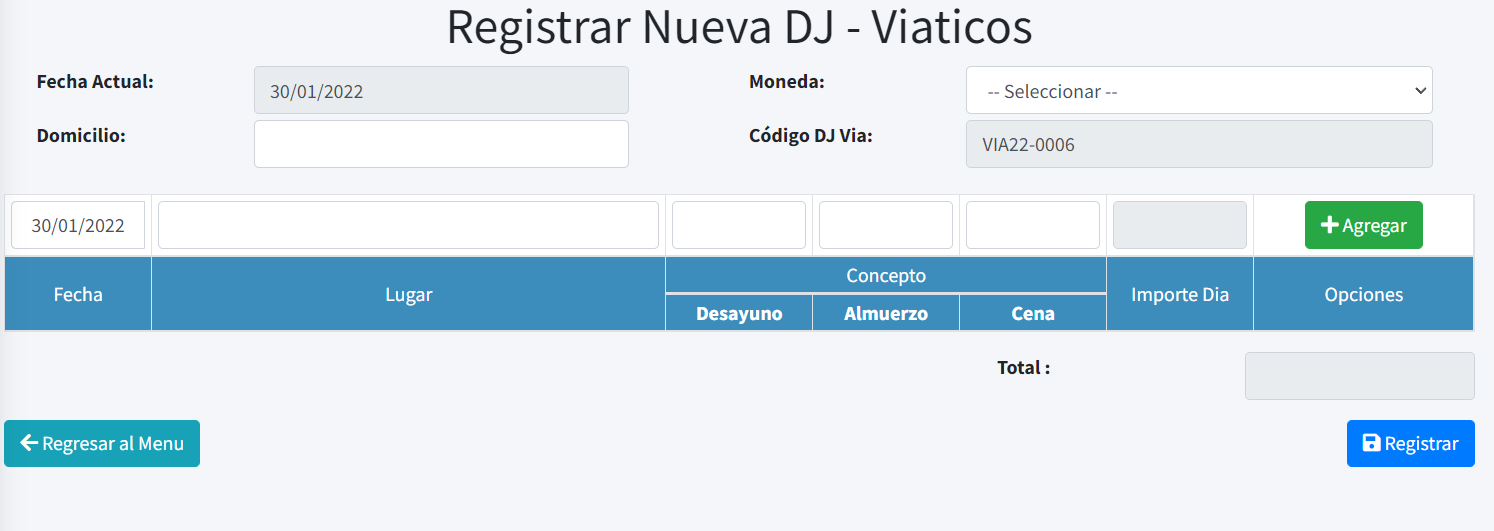 Registrar Nueva DJ - Viaticos
Fecha Actual: 30/01/2022 Moneda: -- Seleccionar --
Domicilio: Código DJ Via: VIA22-0006
30/01/2022 Agregar
Fecha Lugar Concepto Importe Dia Opciones
Desayuno Almuerzo Cena
Total :
Regresar al Menu Registrar